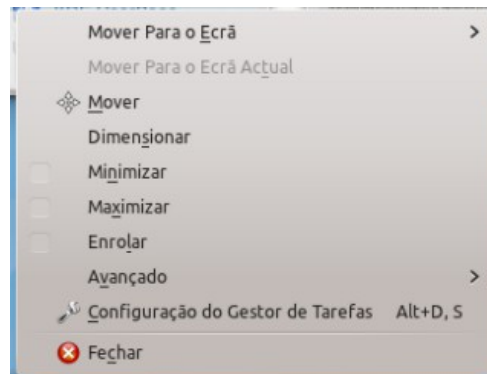 Mover Para o Ecrã
Mover Para o Ecrã Actual
Mover
Dimensionar
Minimizar
Maximizar
Enrolar
Avançado
Configuração do Gestor de Tarefas Alt+D, S
Fechar